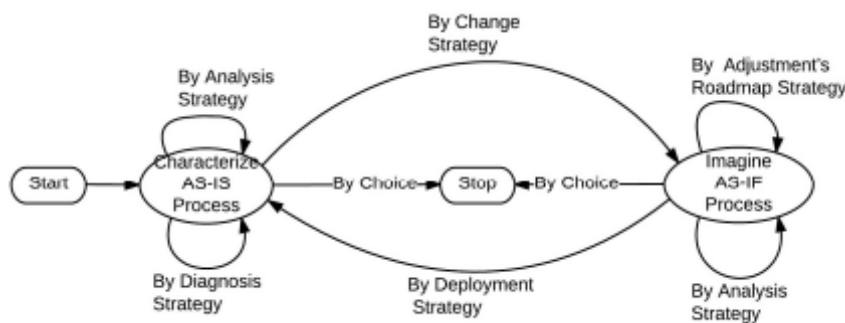 By Change
Strategy
By Analysis
Strategy
By Adjustment's
Roadmap Strategy
Start
Characterize
AS-IS
Process
By Choice
Stop
By Choice
Imagine
AS-IF
Process
By Diagnosis
Strategy
By Deployment
Strategy
By Analysis
Strategy